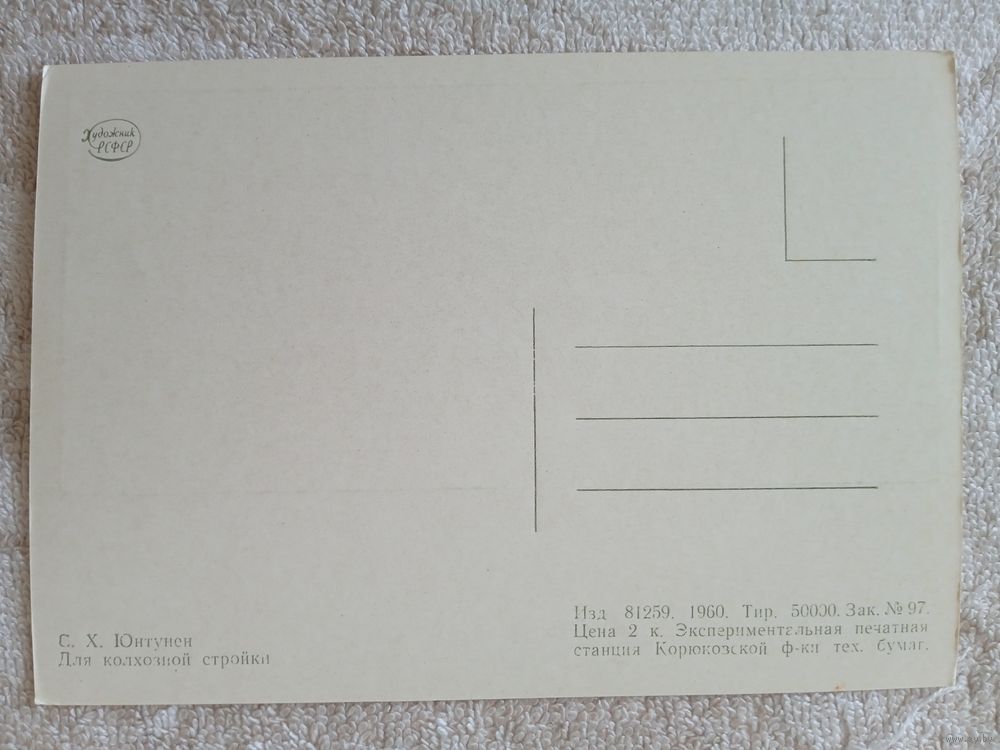 Художник
РСФСР
Изд 81259. 1960. Тир. 50000. Зак. № 97.
Цена 2 к. Экспериментальная печатная
станция Корюковской ф-ки тех. бумаг.
С. Х. Юнтунен
Для колхозной стройки